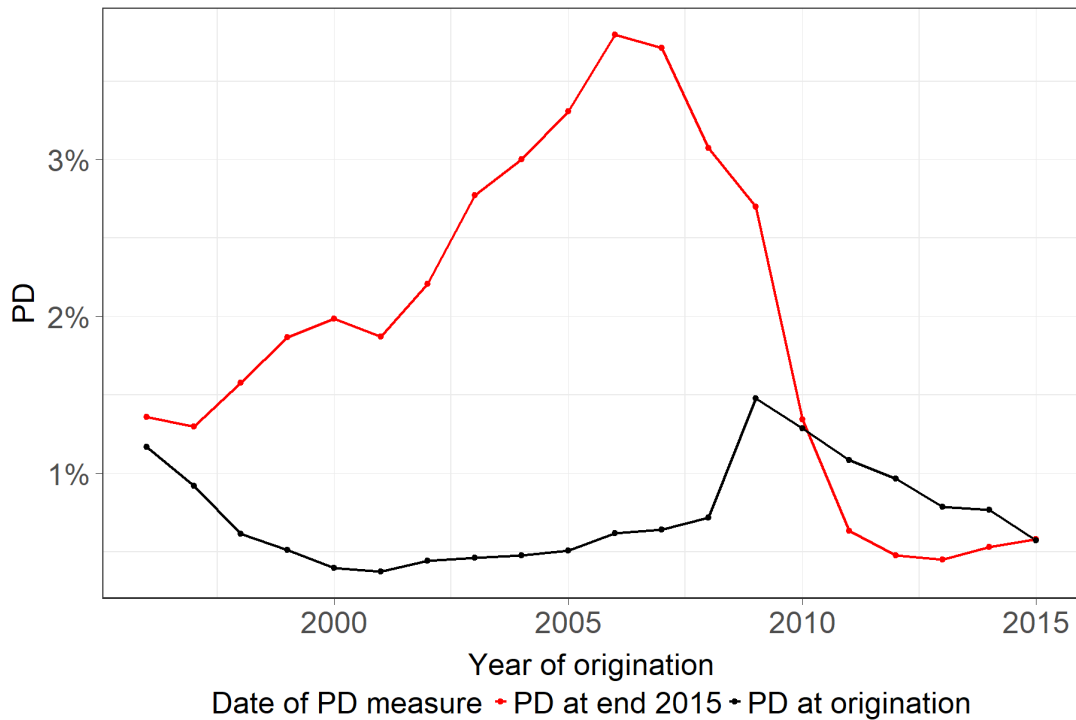 PD
3%
2%
1%
2000 2005 2010 2015
Year of origination
Date of PD measure PD at end 2015 PD at origination